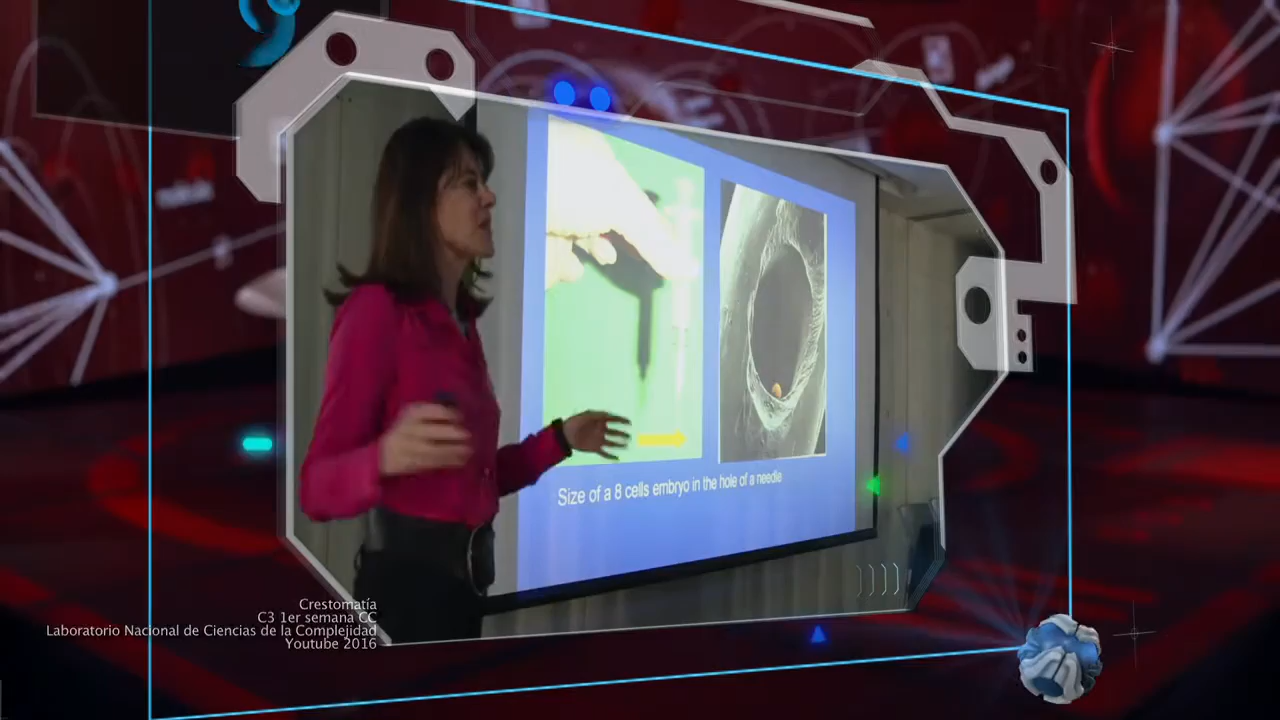 Size of a 8 cells embryo in the hole of a needle
Crestomatía
C3 1er semana CC
Laboratorio Nacional de Ciencias de la Complejidad
Youtube 2016